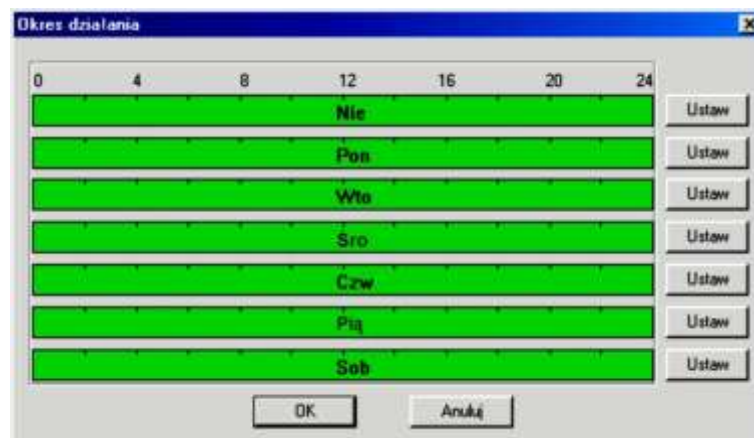 Okres działania
0 4 8 12 16 20 24
Nie Ustaw
Pon Ustaw
Wto Ustaw
Sro Ustaw
Czw Ustaw
Pią Ustaw
Sob Ustaw
OK Anuluj